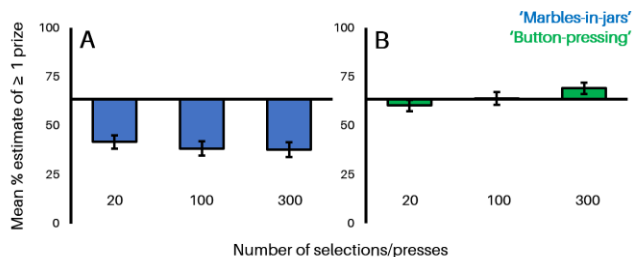 'Marbles-in-jars'
'Button-pressing'
Mean % estimate of ≥ 1 prize
A
100
75
50
25
0
20 100 300
B
100
75
50
25
0
20 100 300
Number of selections/presses